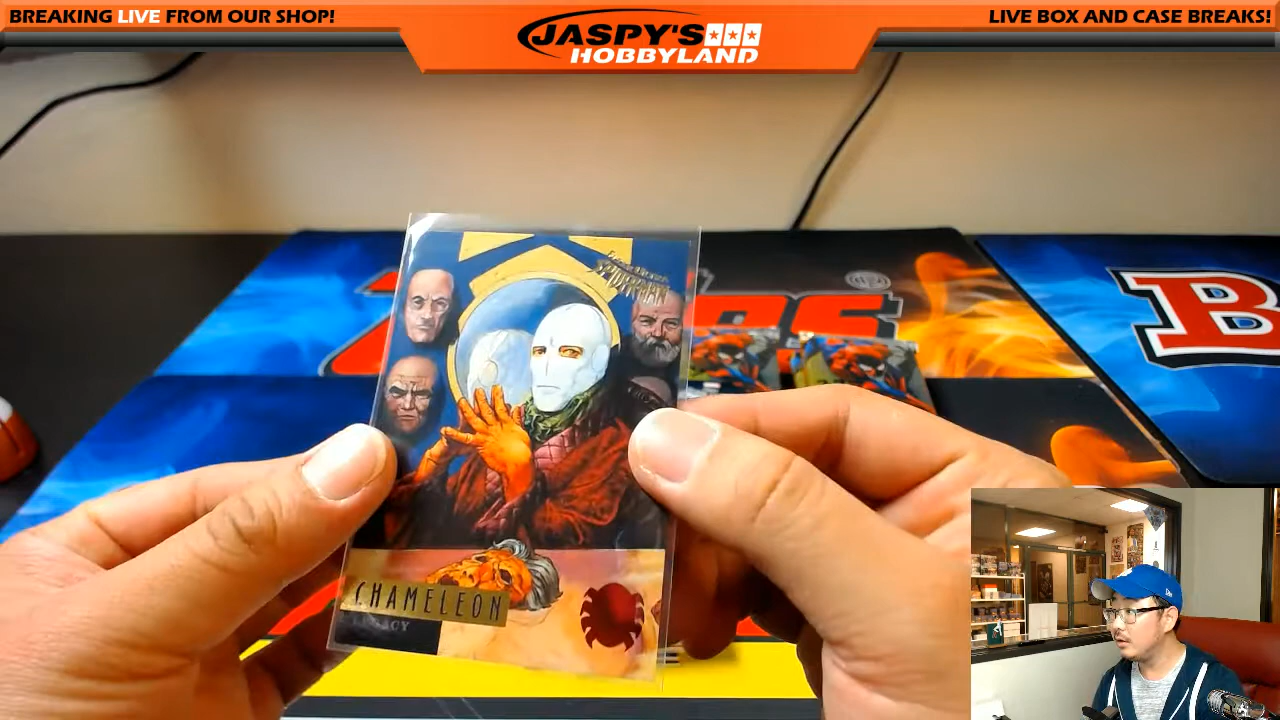 BREAKING LIVE FROM OUR SHOP!
JASPY'S
HOBBYLAND
LIVE BOX AND CASE BREAKS!
SPIDER-MAN
B
CHAMELEON
LEGACY